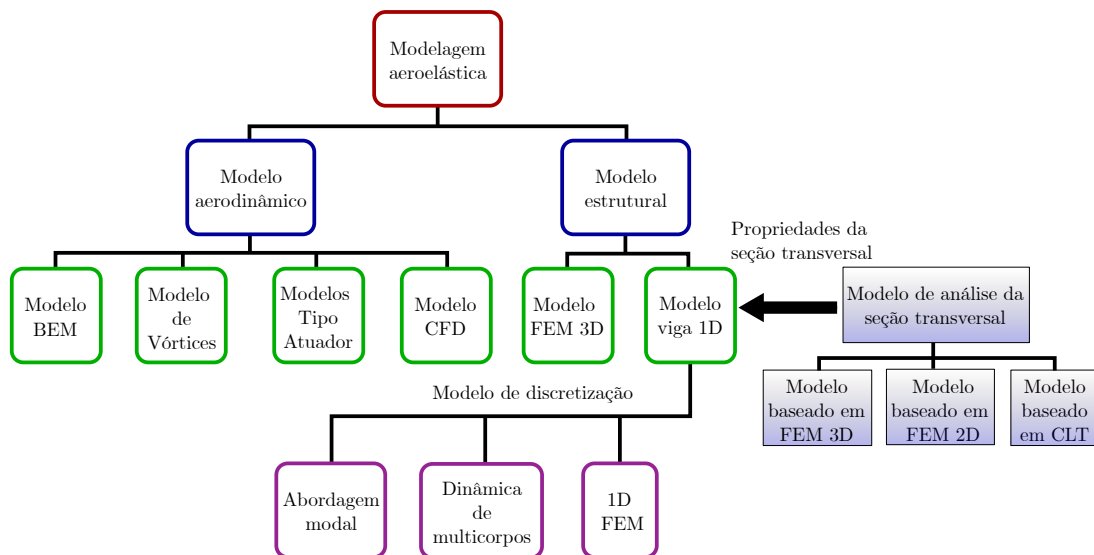 Modelagem
aeroelástica
Modelo
aerodinâmico
Modelo
estrutural
Propriedades da
seção transversal
Modelo
BEM
Modelo
de
Vórtices
Modelos
Tipo
Atuador
Modelo
CFD
Modelo
FEM 3D
Modelo
viga 1D
Modelo de análise da
seção transversal
Modelo
baseado em
FEM 3D
Modelo
baseado em
FEM 2D
Modelo
baseado
em CLT
Modelo de discretização
Abordagem
modal
Dinâmica
de
multicorpos
1D
FEM